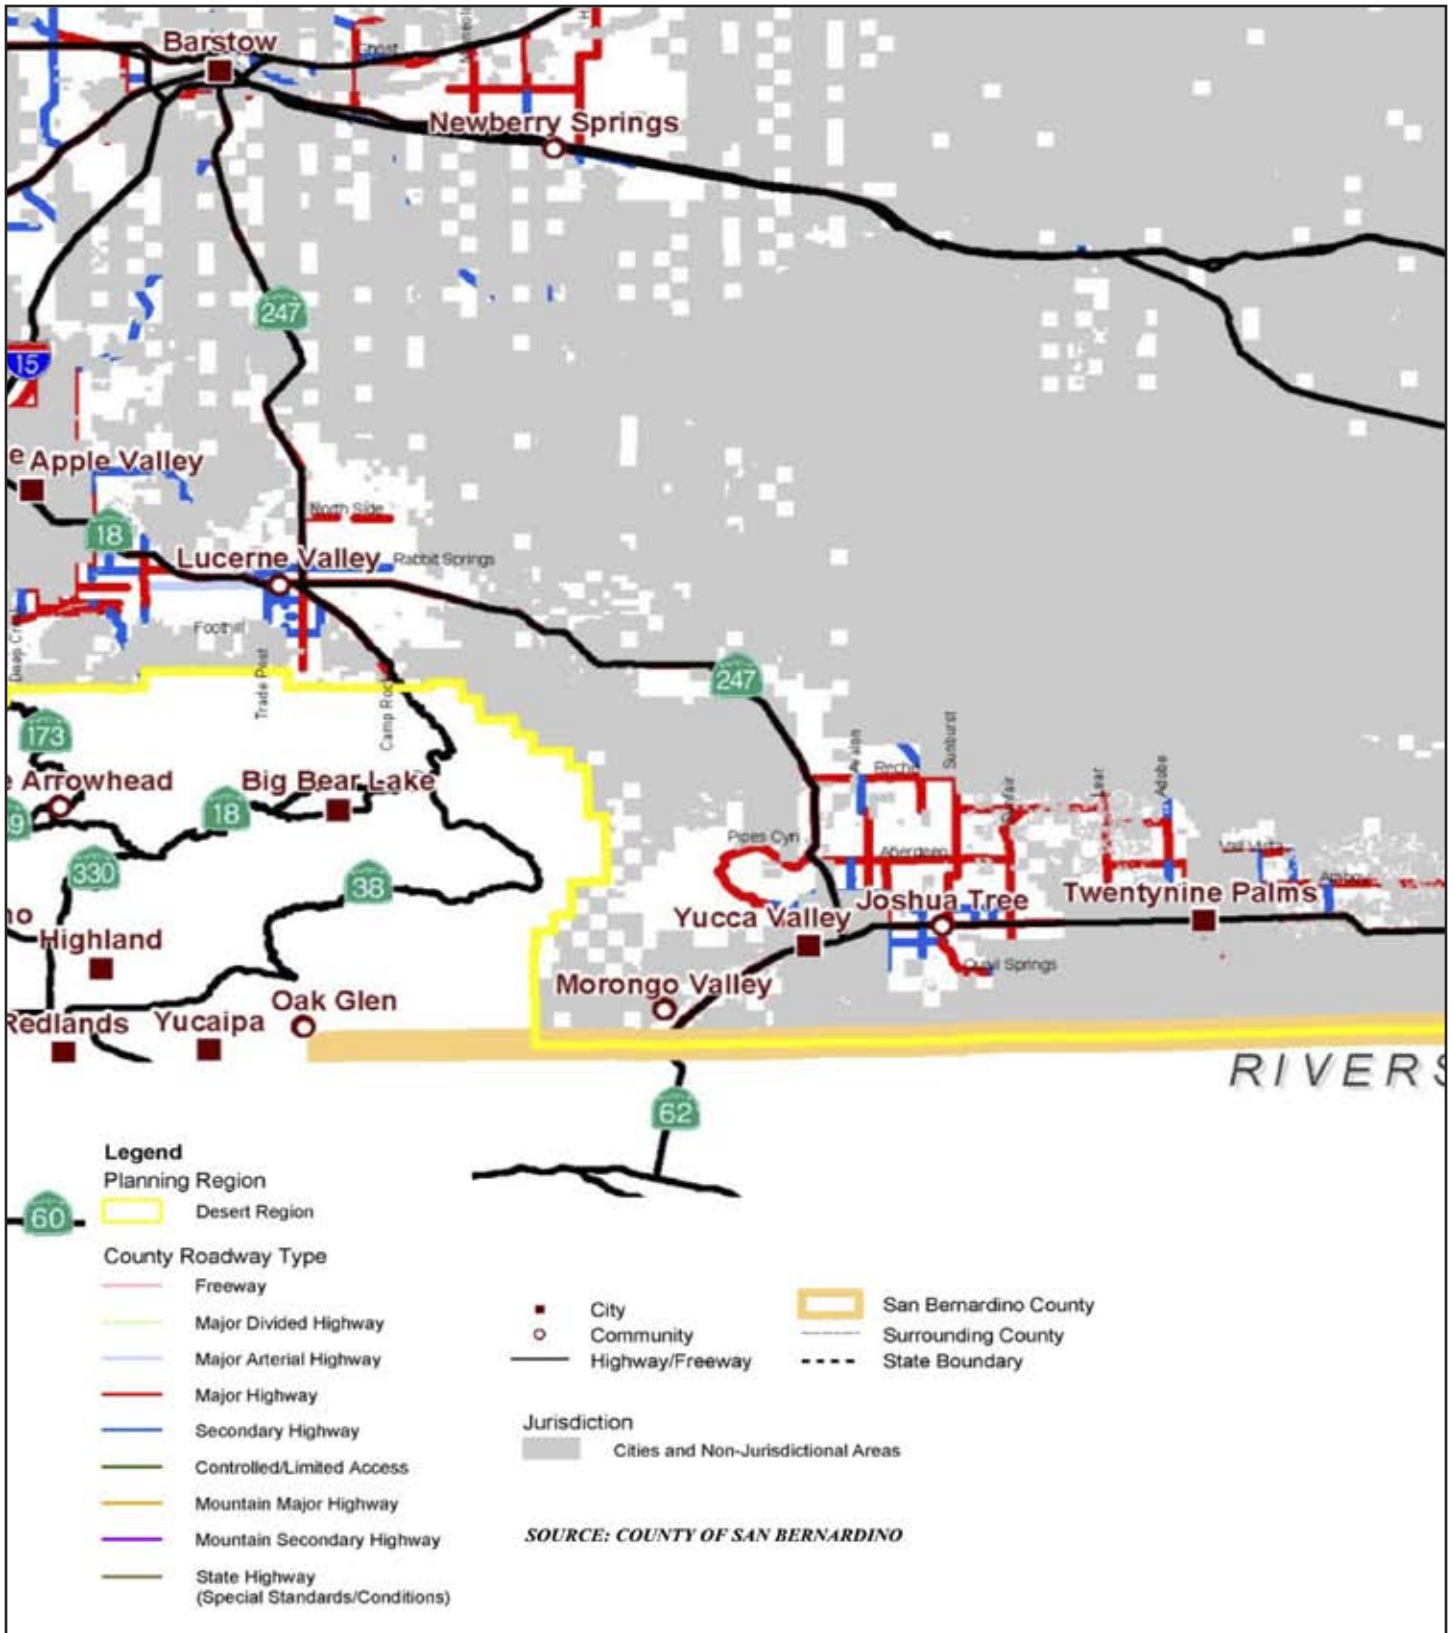 Barstow
Ghost
Newberry Springs
247
15
e Apple Valley
North Side
18
Lucerne Valley
Rabbit Springs
Foothill
Trade Post
Camp Rock
247
173
e Arrowhead
Big Bear Lake
18
9
330
38
Avalon
Reche
Sunburst
Lear
Adobe
Pipes Cyn
Aberdeen
Joshua Tree
Twentynine Palms
Yucca Valley
no
Highland
Quail Springs
Morongo Valley
Oak Glen
Redlands
Yucaipa
RIVERS
62
60
Legend
Planning Region
Desert Region
County Roadway Type
Freeway
Major Divided Highway
Major Arterial Highway
Major Highway
Secondary Highway
Controlled/Limited Access
Mountain Major Highway
Mountain Secondary Highway
State Highway
(Special Standards/Conditions)
City
Community
Highway/Freeway
San Bernardino County
Surrounding County
State Boundary
Jurisdiction
Cities and Non-Jurisdictional Areas
SOURCE: COUNTY OF SAN BERNARDINO